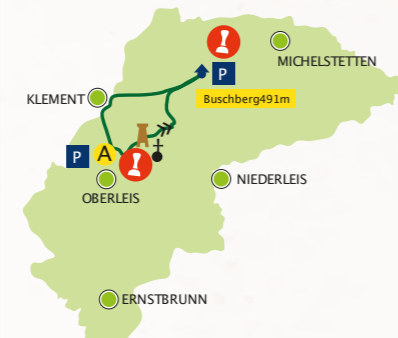 MICHELSTETTEN
P
Buschberg491m
KLEMENT
P
A
OBERLEIS
NIEDERLEIS
ERNSTBRUNN